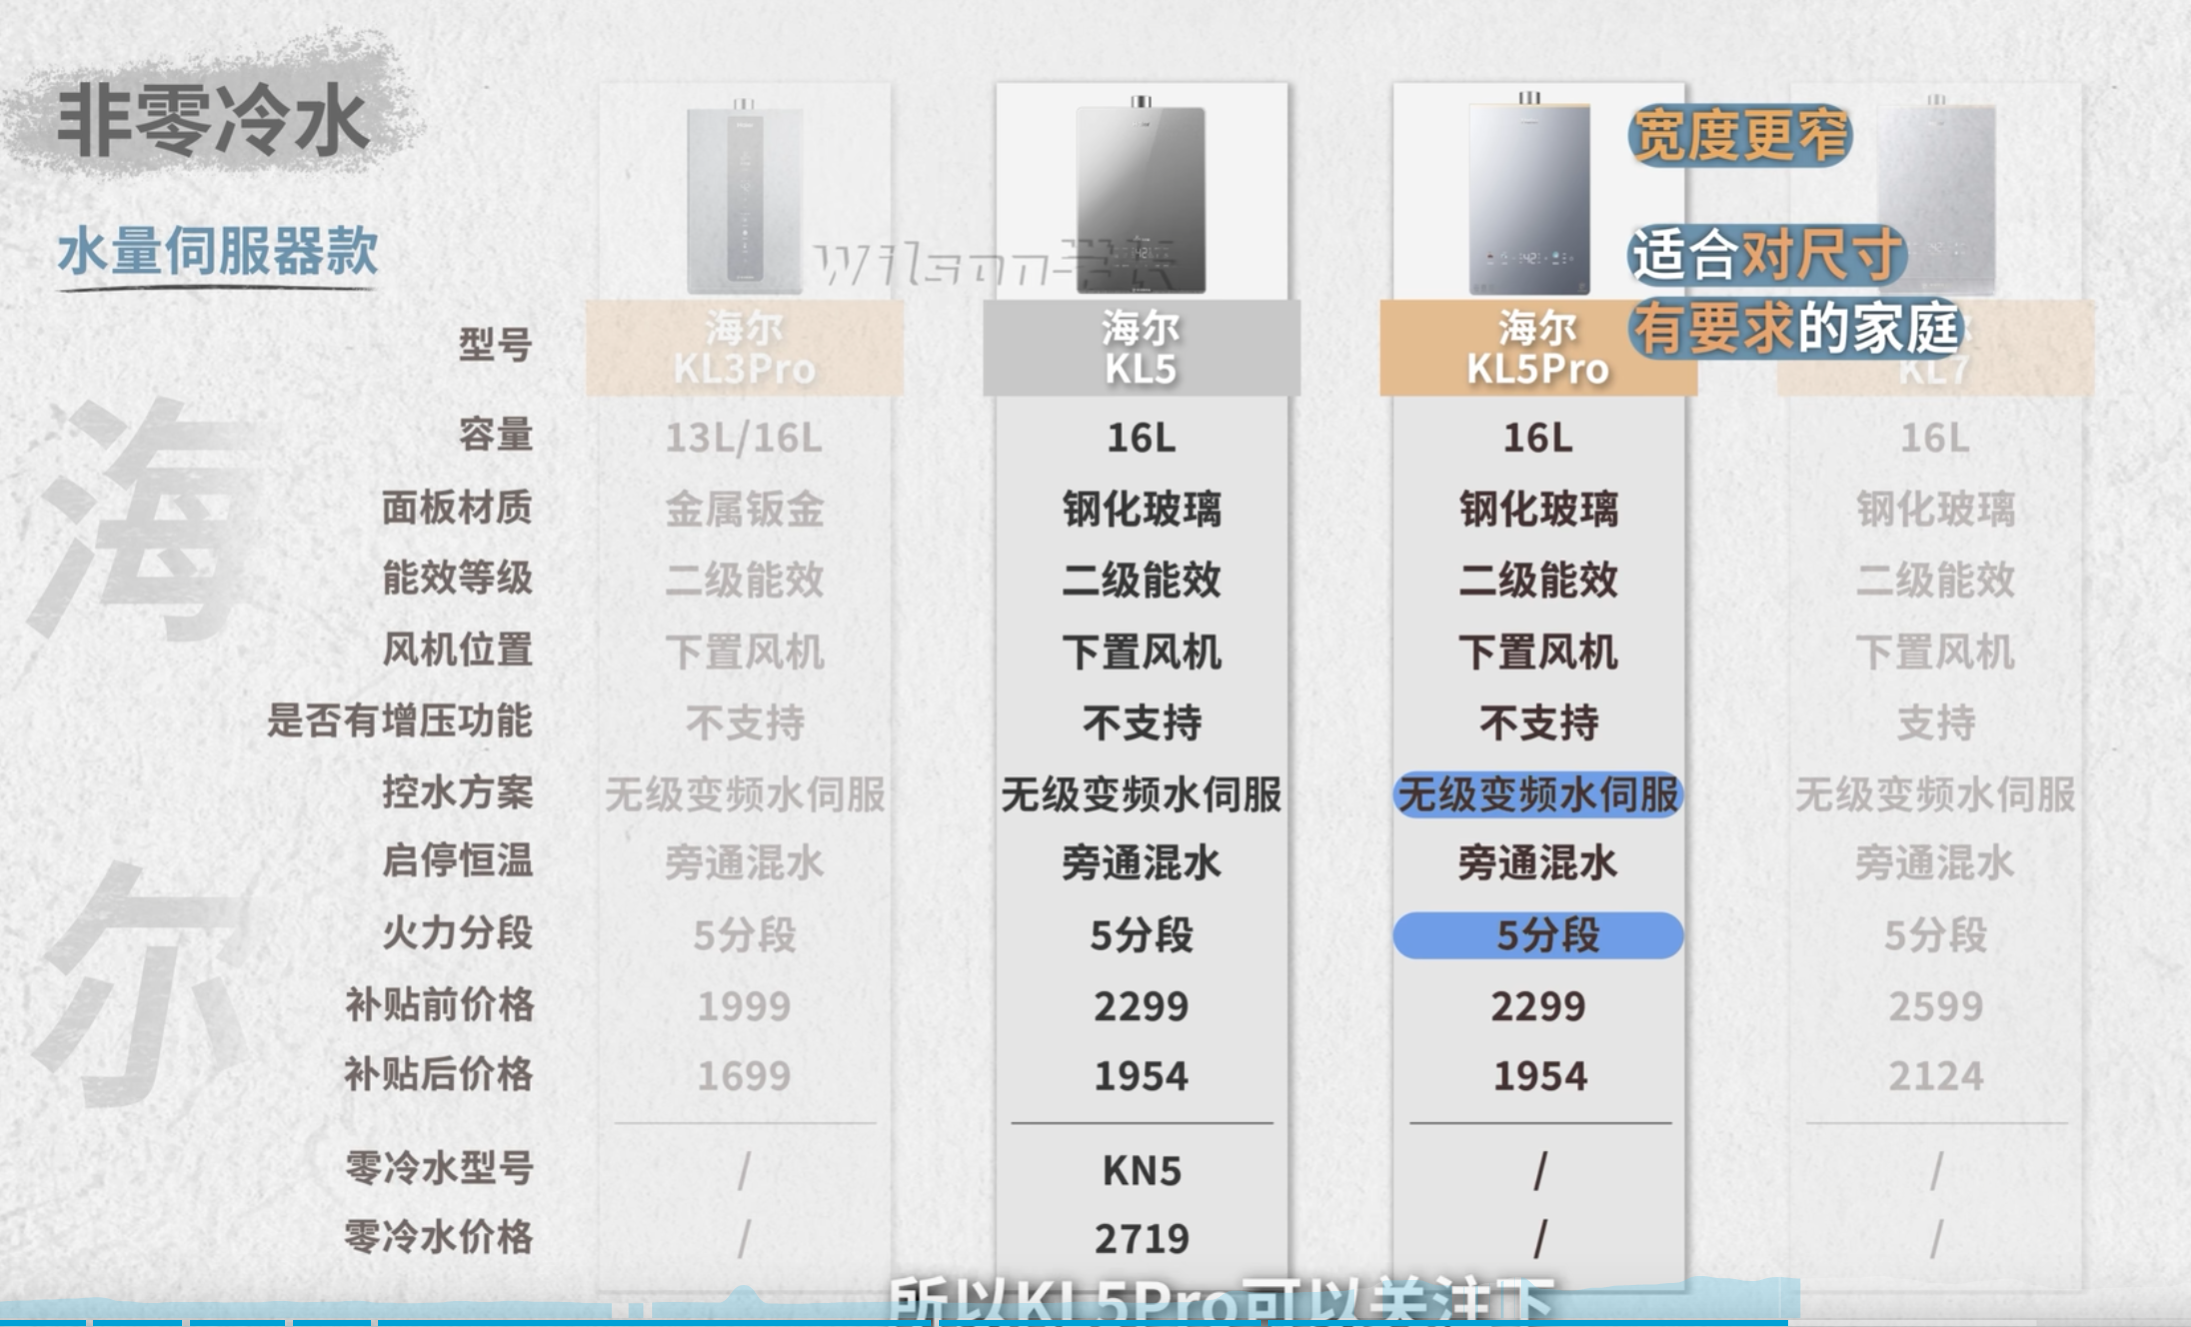 非零冷水
水量伺服器款
海尔
宽度更窄
适合对尺寸
有要求的家庭
型号 海尔 KL3Pro 海尔 KL5 海尔 KL5Pro KL7
容量 13L/16L 16L 16L 16L
面板材质 金属钣金 钢化玻璃 钢化玻璃 钢化玻璃
能效等级 二级能效 二级能效 二级能效 二级能效
风机位置 下置风机 下置风机 下置风机 下置风机
是否有增压功能 不支持 不支持 不支持 支持
控水方案 无级变频水伺服 无级变频水伺服 无级变频水伺服 无级变频水伺服
启停恒温 旁通混水 旁通混水 旁通混水 旁通混水
火力分段 5分段 5分段 5分段 5分段
补贴前价格 1999 2299 2299 2599
补贴后价格 1699 1954 1954 2124
零冷水型号 / KN5 / /
零冷水价格 / 2719 / /
所以KL5Pro可以关注下